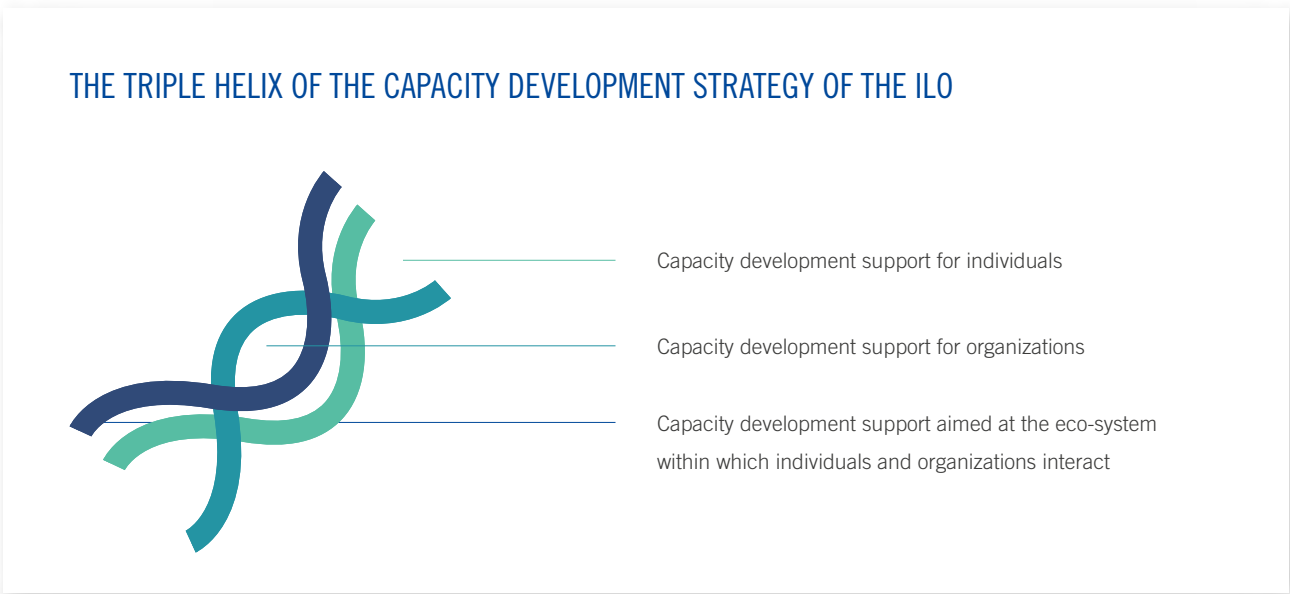 THE TRIPLE HELIX OF THE CAPACITY DEVELOPMENT STRATEGY OF THE ILO
Capacity development support for individuals
Capacity development support for organizations
Capacity development support aimed at the eco-system
within which individuals and organizations interact